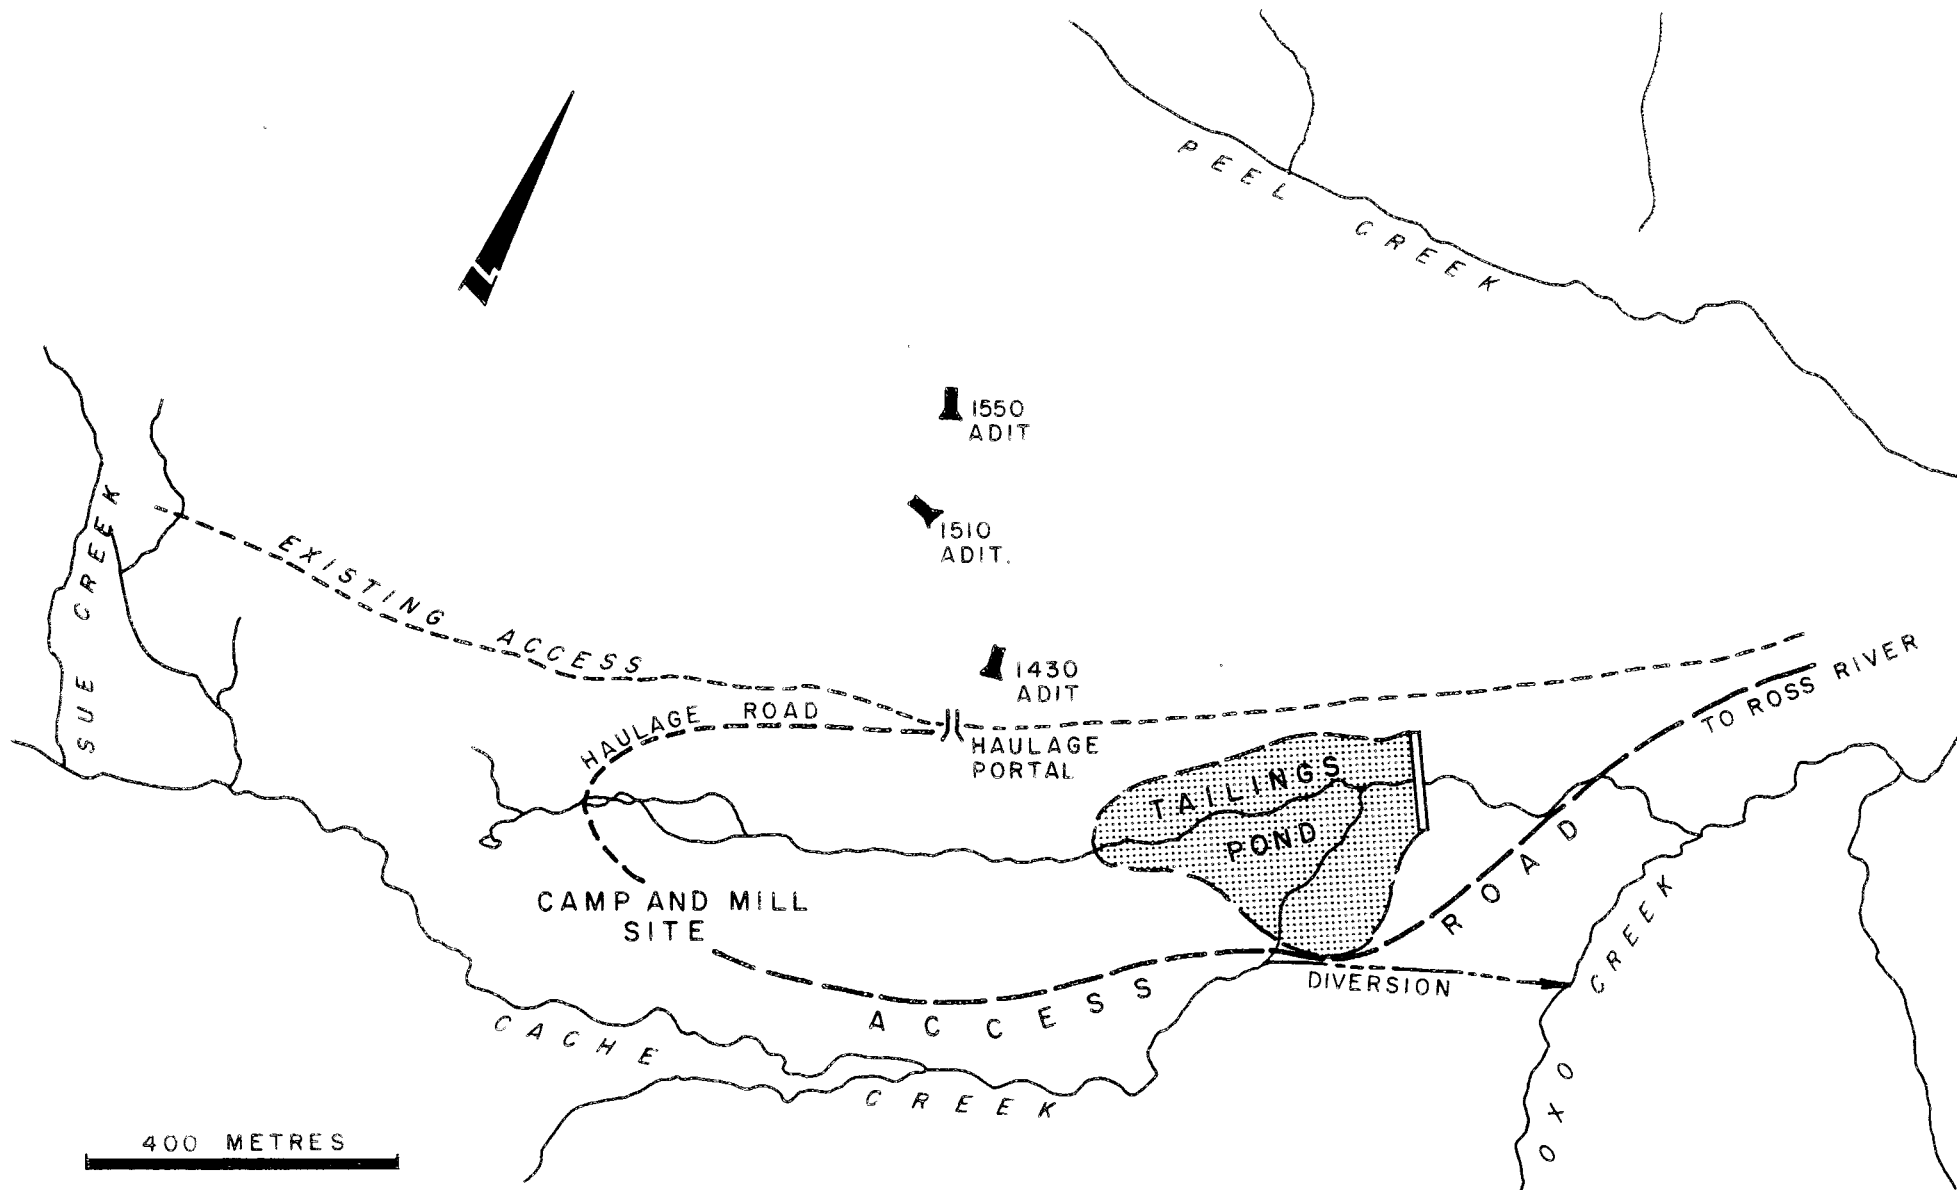 PEEL CREEK
1550
ADIT
1510
ADIT.
SUE CREEK
EXISTING ACCESS
1430
ADIT
HAULAGE ROAD
HAULAGE
PORTAL
TO ROSS RIVER
TAILINGS
POND
CAMP AND MILL
SITE
ACCESS ROAD
DIVERSION
CACHE CREEK
OXO CREEK
400 METRES